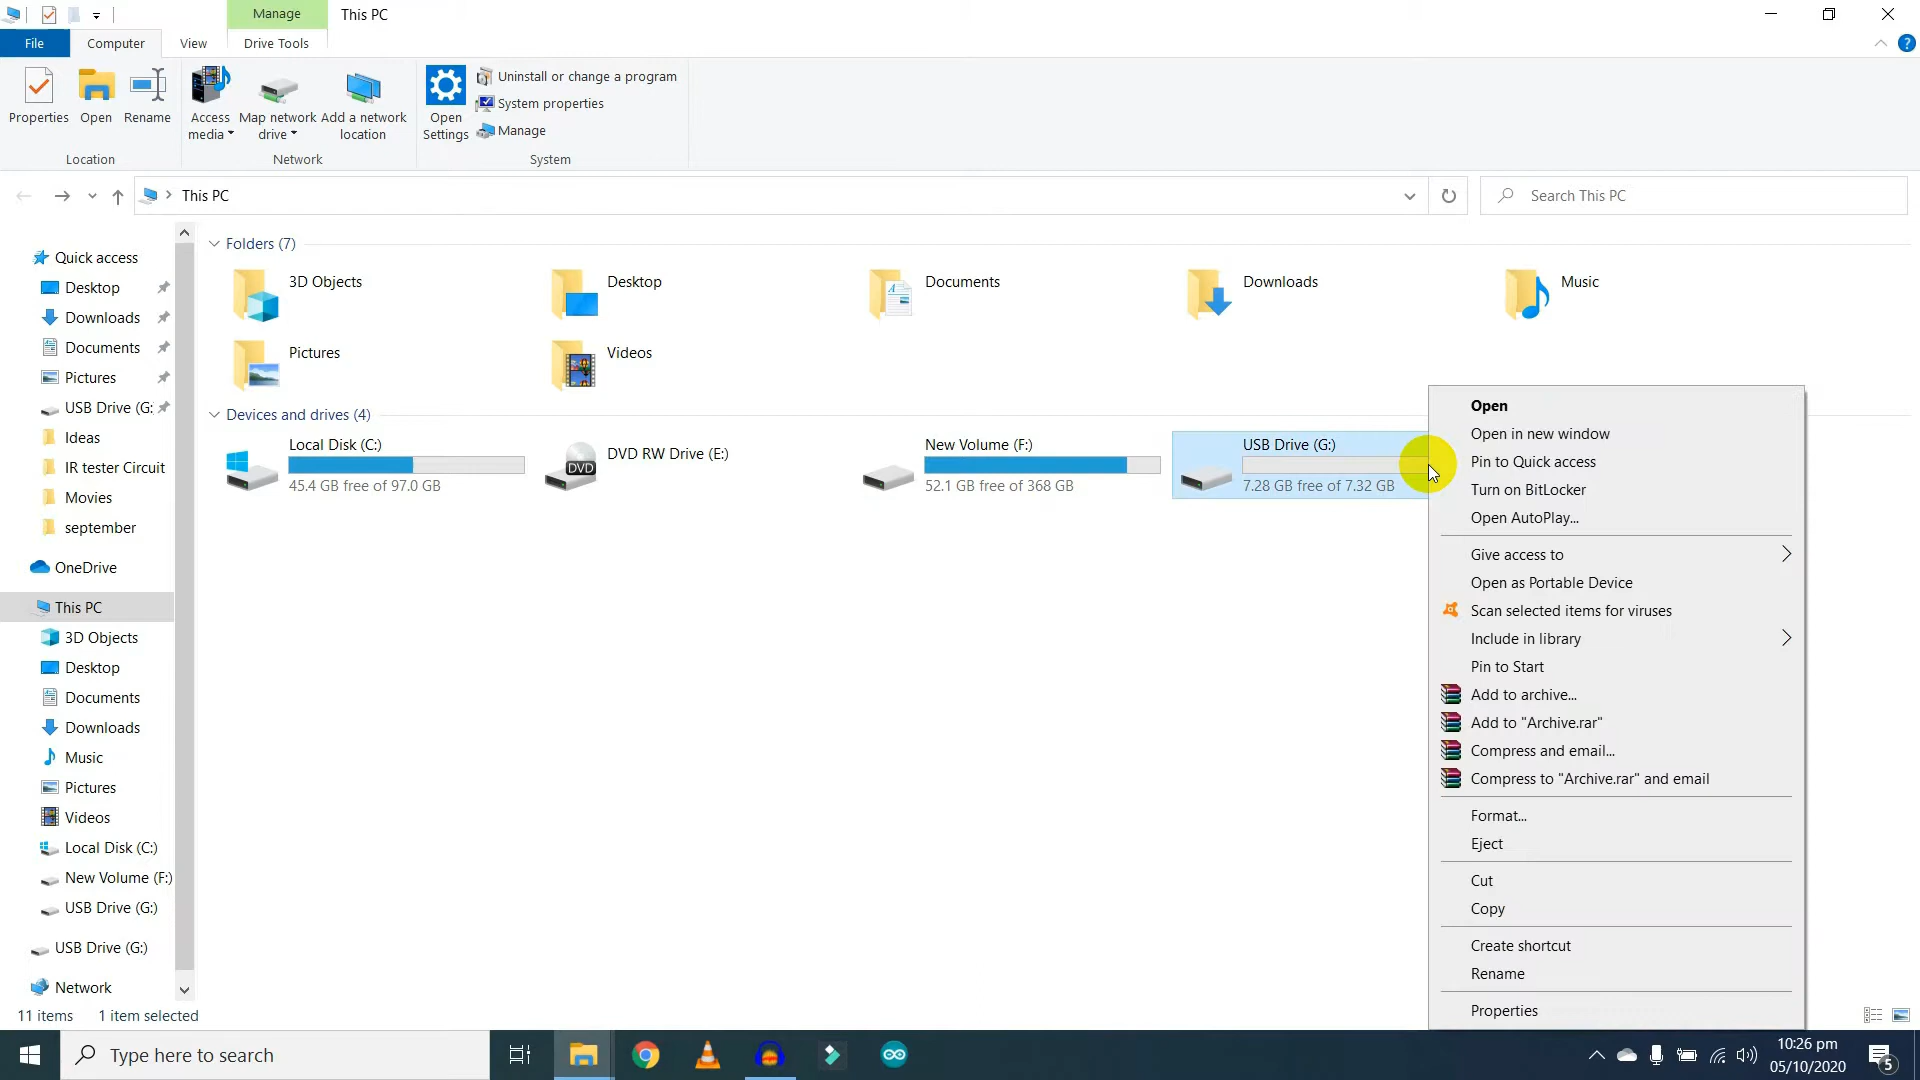 Manage
This PC
File
Computer
View
Drive Tools
Properties
Open
Rename
Access media
Map network drive
Add a network location
Open Settings
Uninstall or change a program
System properties
Manage
Location
Network
System
This PC
Search This PC
Quick access
Desktop
Downloads
Documents
Pictures
USB Drive (G:
Ideas
IR tester Circuit
Movies
september
OneDrive
This PC
3D Objects
Desktop
Documents
Downloads
Music
Pictures
Videos
Local Disk (C:)
New Volume (F:)
USB Drive (G:)
USB Drive (G:)
Network
Folders (7)
3D Objects
Desktop
Documents
Downloads
Music
Pictures
Videos
Devices and drives (4)
Local Disk (C:)
45.4 GB free of 97.0 GB
DVD RW Drive (E:)
DVD
New Volume (F:)
52.1 GB free of 368 GB
USB Drive (G:)
7.28 GB free of 7.32 GB
Open
Open in new window
Pin to Quick access
Turn on BitLocker
Open AutoPlay...
Give access to
Open as Portable Device
Scan selected items for viruses
Include in library
Pin to Start
Add to archive...
Add to "Archive.rar"
Compress and email...
Compress to "Archive.rar" and email
Format...
Eject
Cut
Copy
Create shortcut
Rename
Properties
11 items
1 item selected
Type here to search
10:26 pm
05/10/2020
5